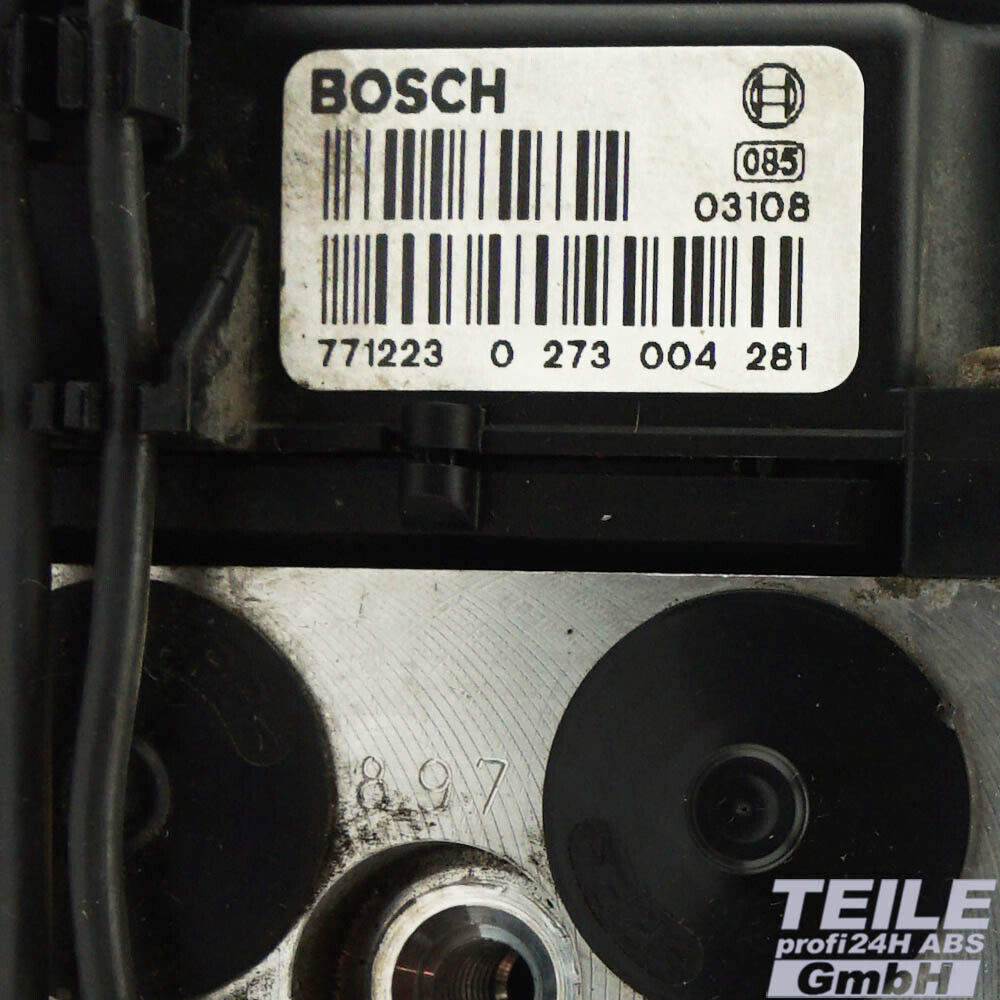 BOSCH
085
03108
771223 0 273 004 281
897
TEILE
profi24H ABS
GmbH